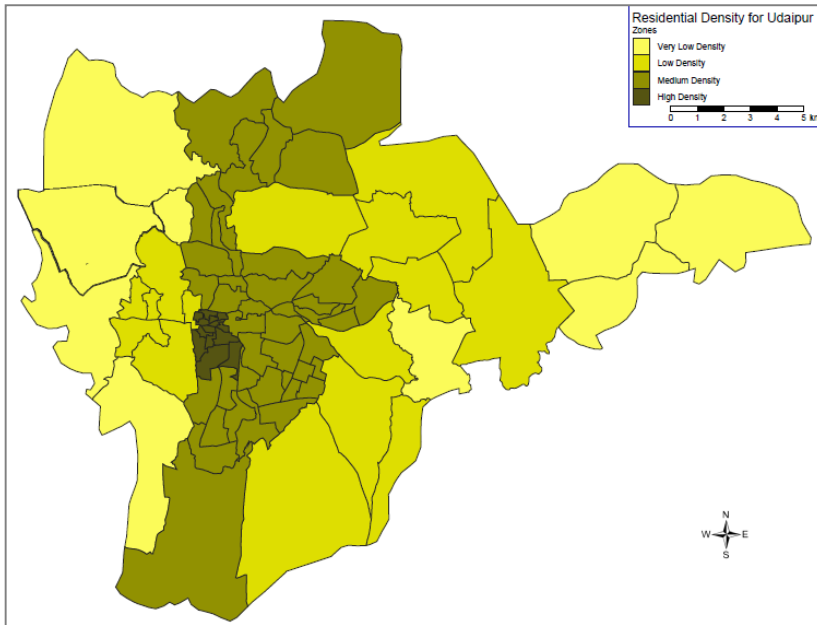 Residential Density for Udaipur
Zones
Very Low Density
Low Density
Medium Density
High Density
0 1 2 3 4 5
N
W E
S